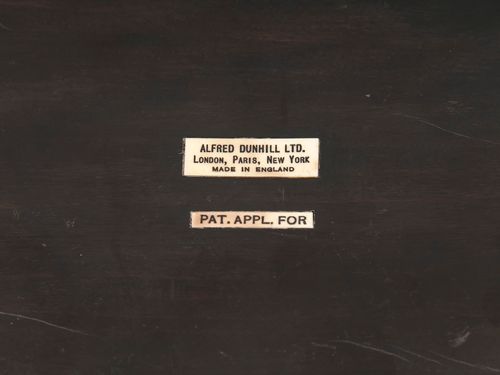 ALFRED DUNHILL LTD.
LONDON, PARIS, NEW YORK
MADE IN ENGLAND
PAT. APPL. FOR